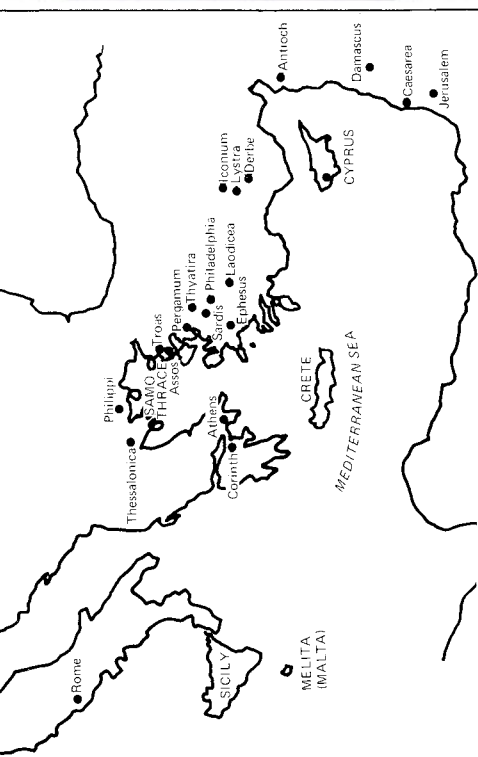 Rome
SICILY
MELITA
(MALTA)
Thessalonica
Philippi
SAMO
THRACE
Troas
Assos
Pergamum
Thyatira
Philadelphia
Sardis
Laodicea
Ephesus
Athens
Corinth
CRETE
MEDITERRANEAN SEA
Iconium
Lystra
Derbe
CYPRUS
Antroch
Damascus
Caesarea
Jerusalem